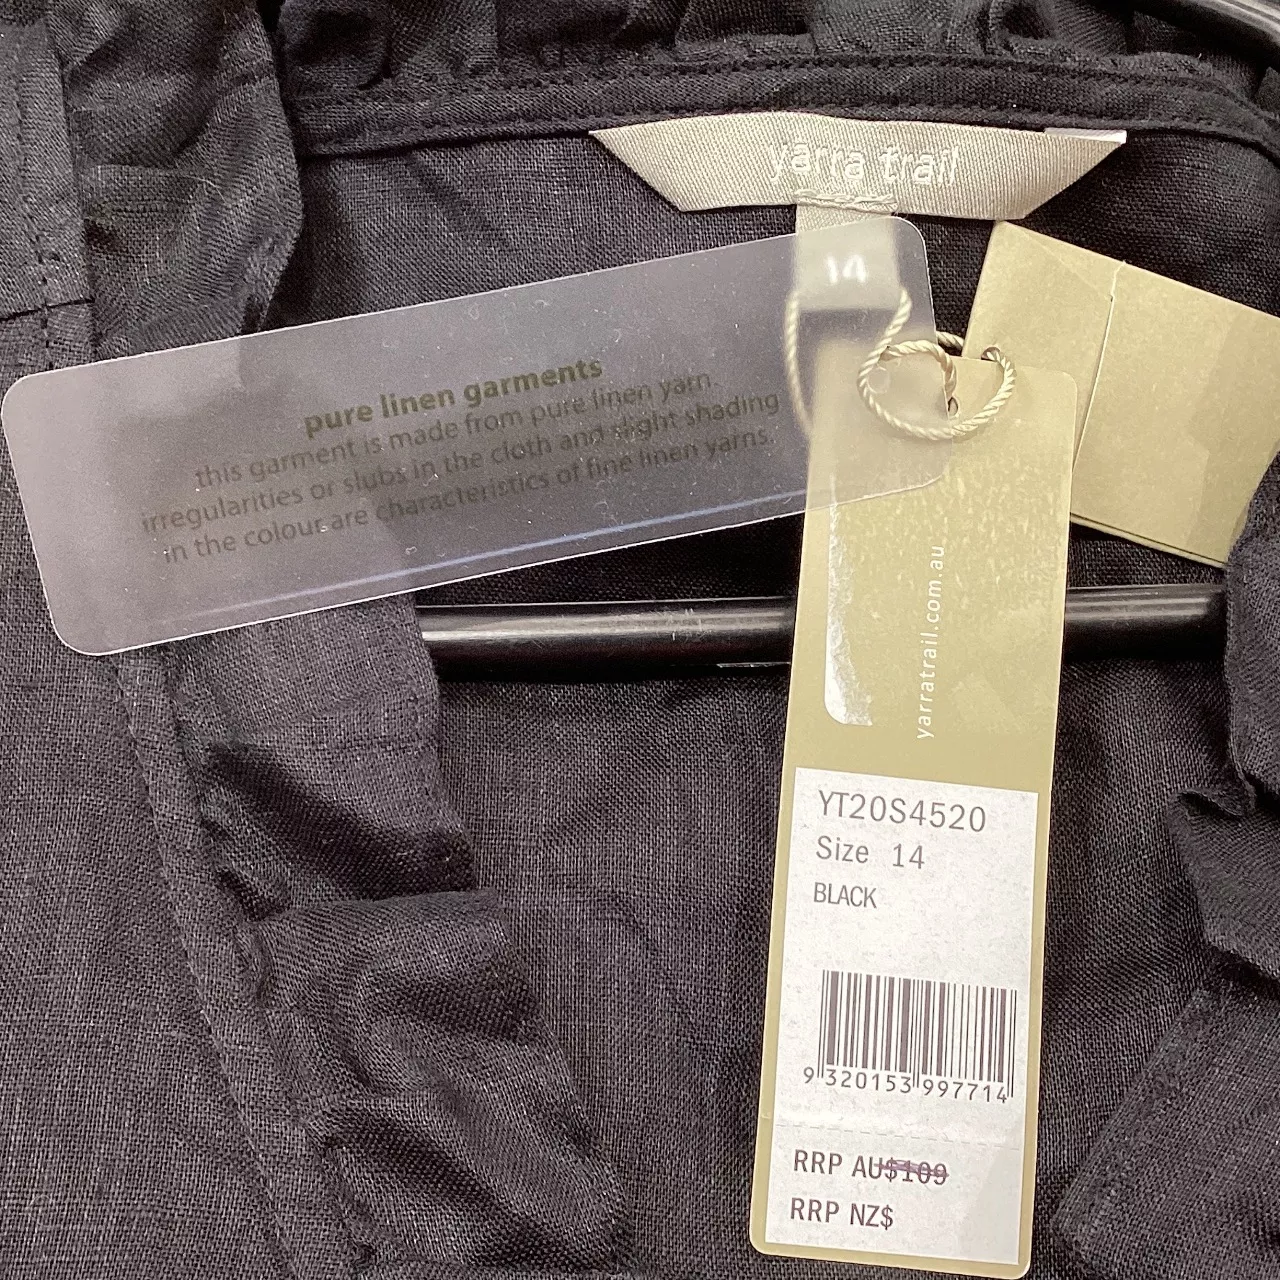 yarra trail
14
pure linen garments
this garment is made from pure linen yarn.
irregularities or slubs in the cloth and slight shading
in the colour are characteristics of fine linen yarns.
yarratrail.com.au
YT20S4520
Size 14
BLACK
9 320153 997714
RRP AU$109
RRP NZ$